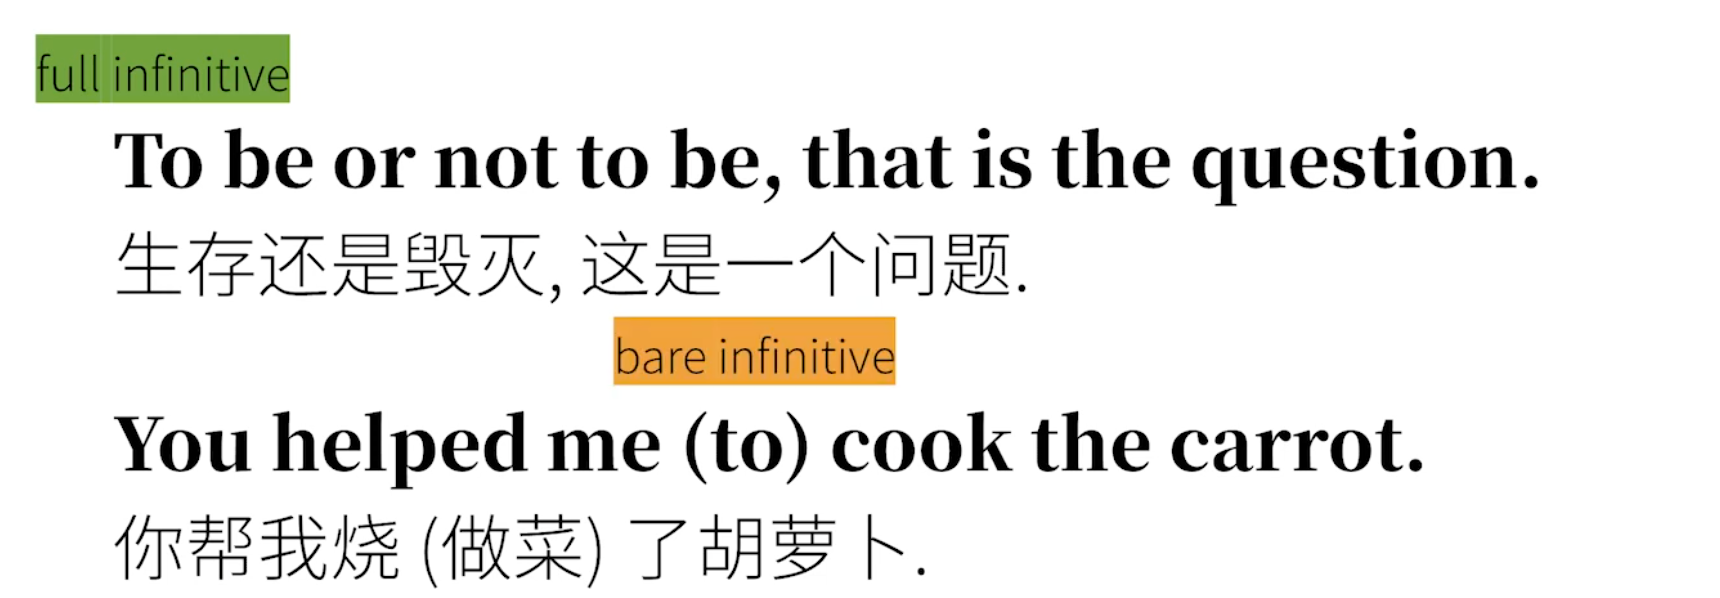 full infinitive
To be or not to be, that is the question.
生存还是毁灭, 这是一个问题.
bare infinitive
You helped me (to) cook the carrot.
你帮我烧 (做菜) 了胡萝卜.